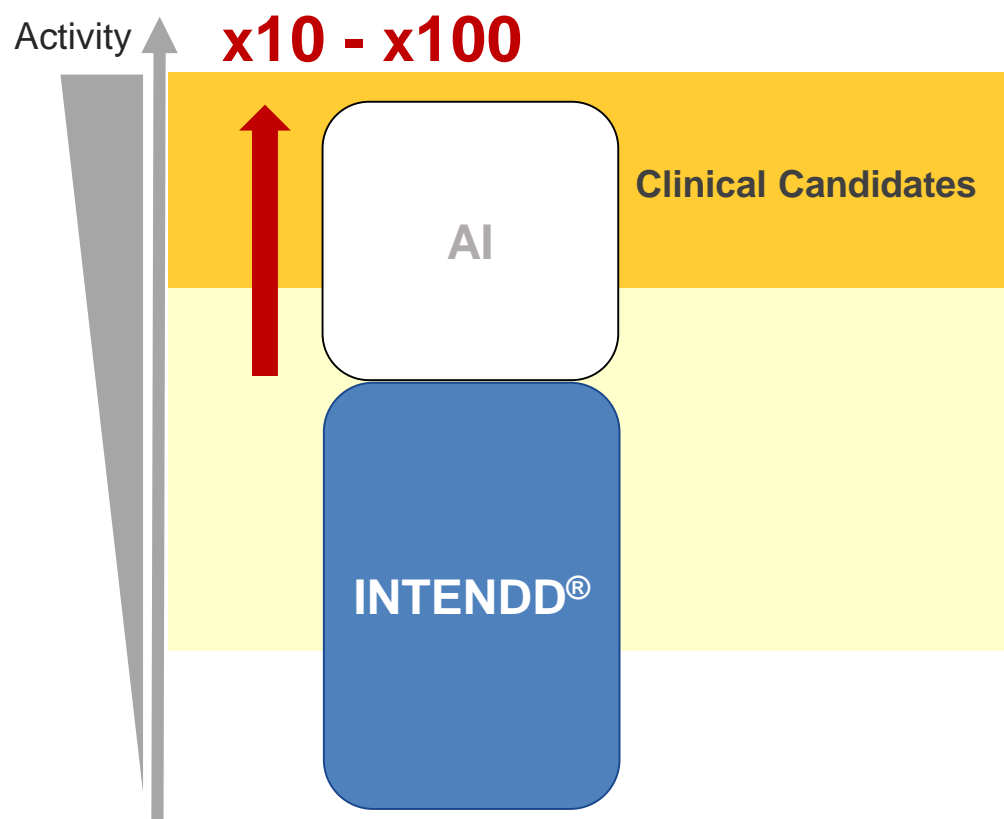 Activity
x10 - x100
Clinical Candidates
AI
INTENDD®